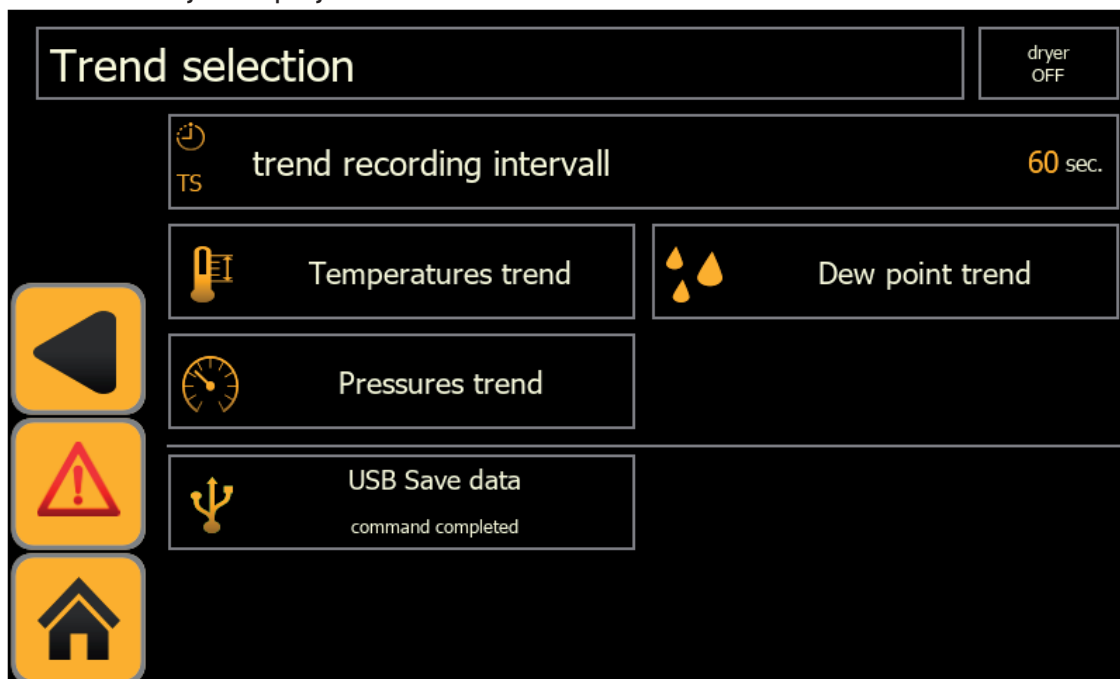 Trend selection
dryer
OFF
TS
trend recording intervall
60 sec.
Temperatures trend
Dew point trend
Pressures trend
USB Save data
command completed